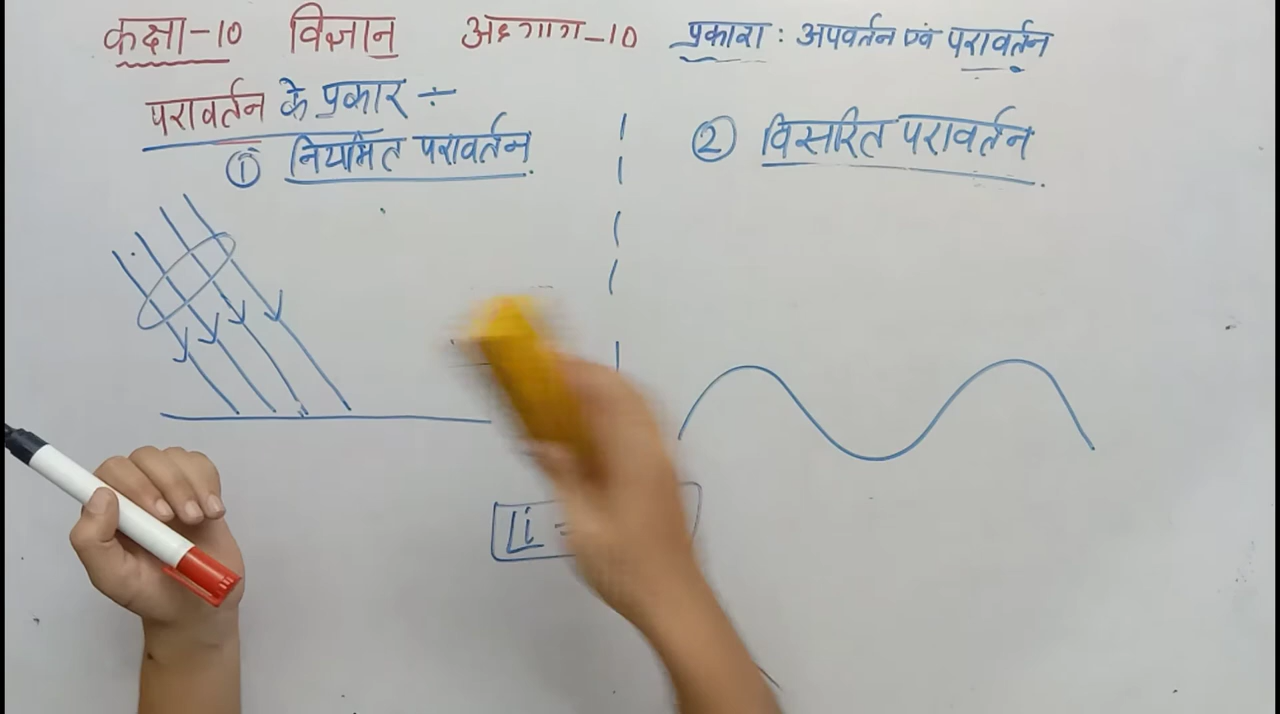 कक्षा-10 विज्ञान अध्याय-10 प्रकाश : अपवर्तन एवं परावर्तन
परावर्तन के प्रकार ÷
① नियमित परावर्तन
② विसरित परावर्तन
Li =